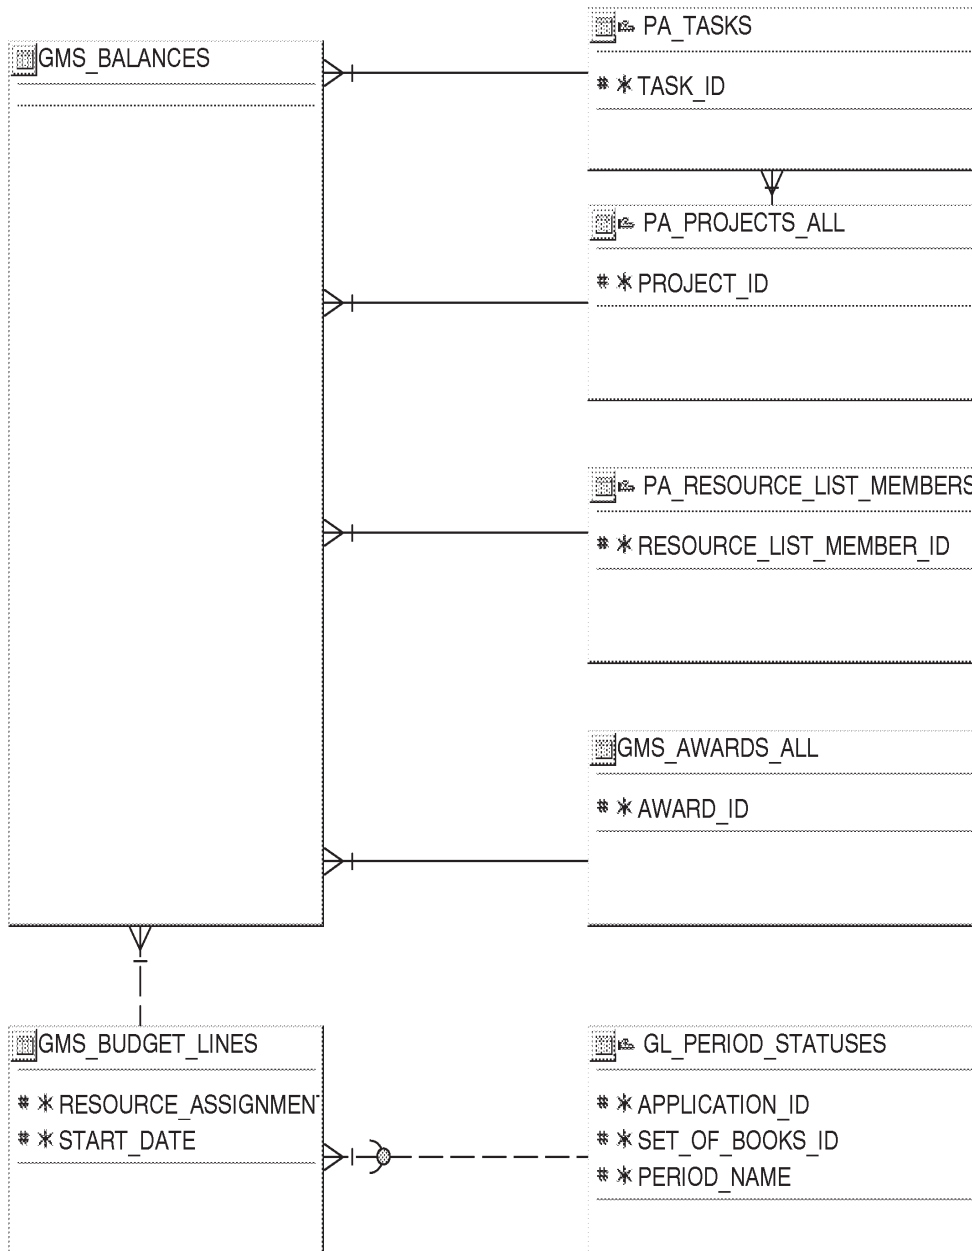 GMS_BALANCES
PA_TASKS
# * TASK_ID
PA_PROJECTS_ALL
# * PROJECT_ID
PA_RESOURCE_LIST_MEMBERS
# * RESOURCE_LIST_MEMBER_ID
GMS_AWARDS_ALL
# * AWARD_ID
GMS_BUDGET_LINES
# * RESOURCE_ASSIGNMENT
# * START_DATE
GL_PERIOD_STATUSES
# * APPLICATION_ID
# * SET_OF_BOOKS_ID
# * PERIOD_NAME